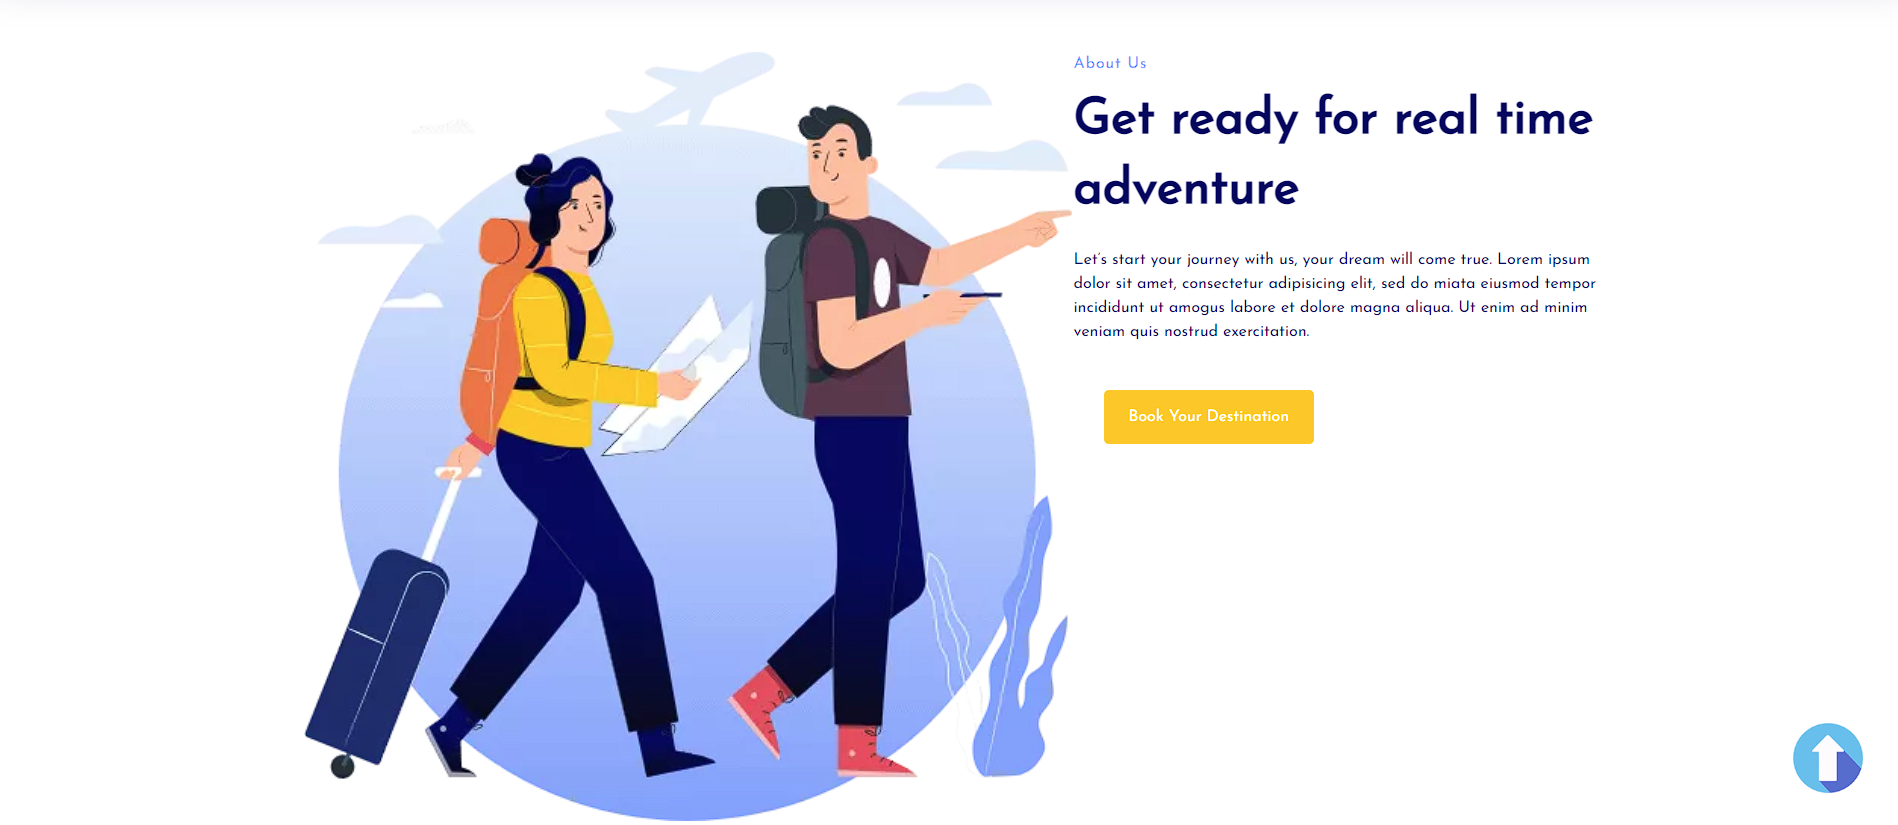 About Us
Get ready for real time
adventure
Let's start your journey with us, your dream will come true. Lorem ipsum
dolor sit amet, consectetur adipisicing elit, sed do miata eiusmod tempor
incididunt ut amogus labore et dolore magna aliqua. Ut enim ad minim
veniam quis nostrud exercitation.
Book Your Destination